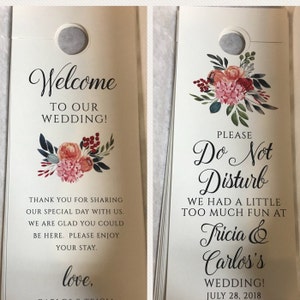 Welcome
TO OUR
WEDDING!
THANK YOU FOR SHARING
OUR SPECIAL DAY WITH US.
WE ARE GLAD YOU COULD
BE HERE. PLEASE ENJOY
YOUR STAY.
love,
PLEASE
Do Not
Disturb
WE HAD A LITTLE
TOO MUCH FUN AT
Tricia &
Carlos's
WEDDING!
JULY 28, 2018